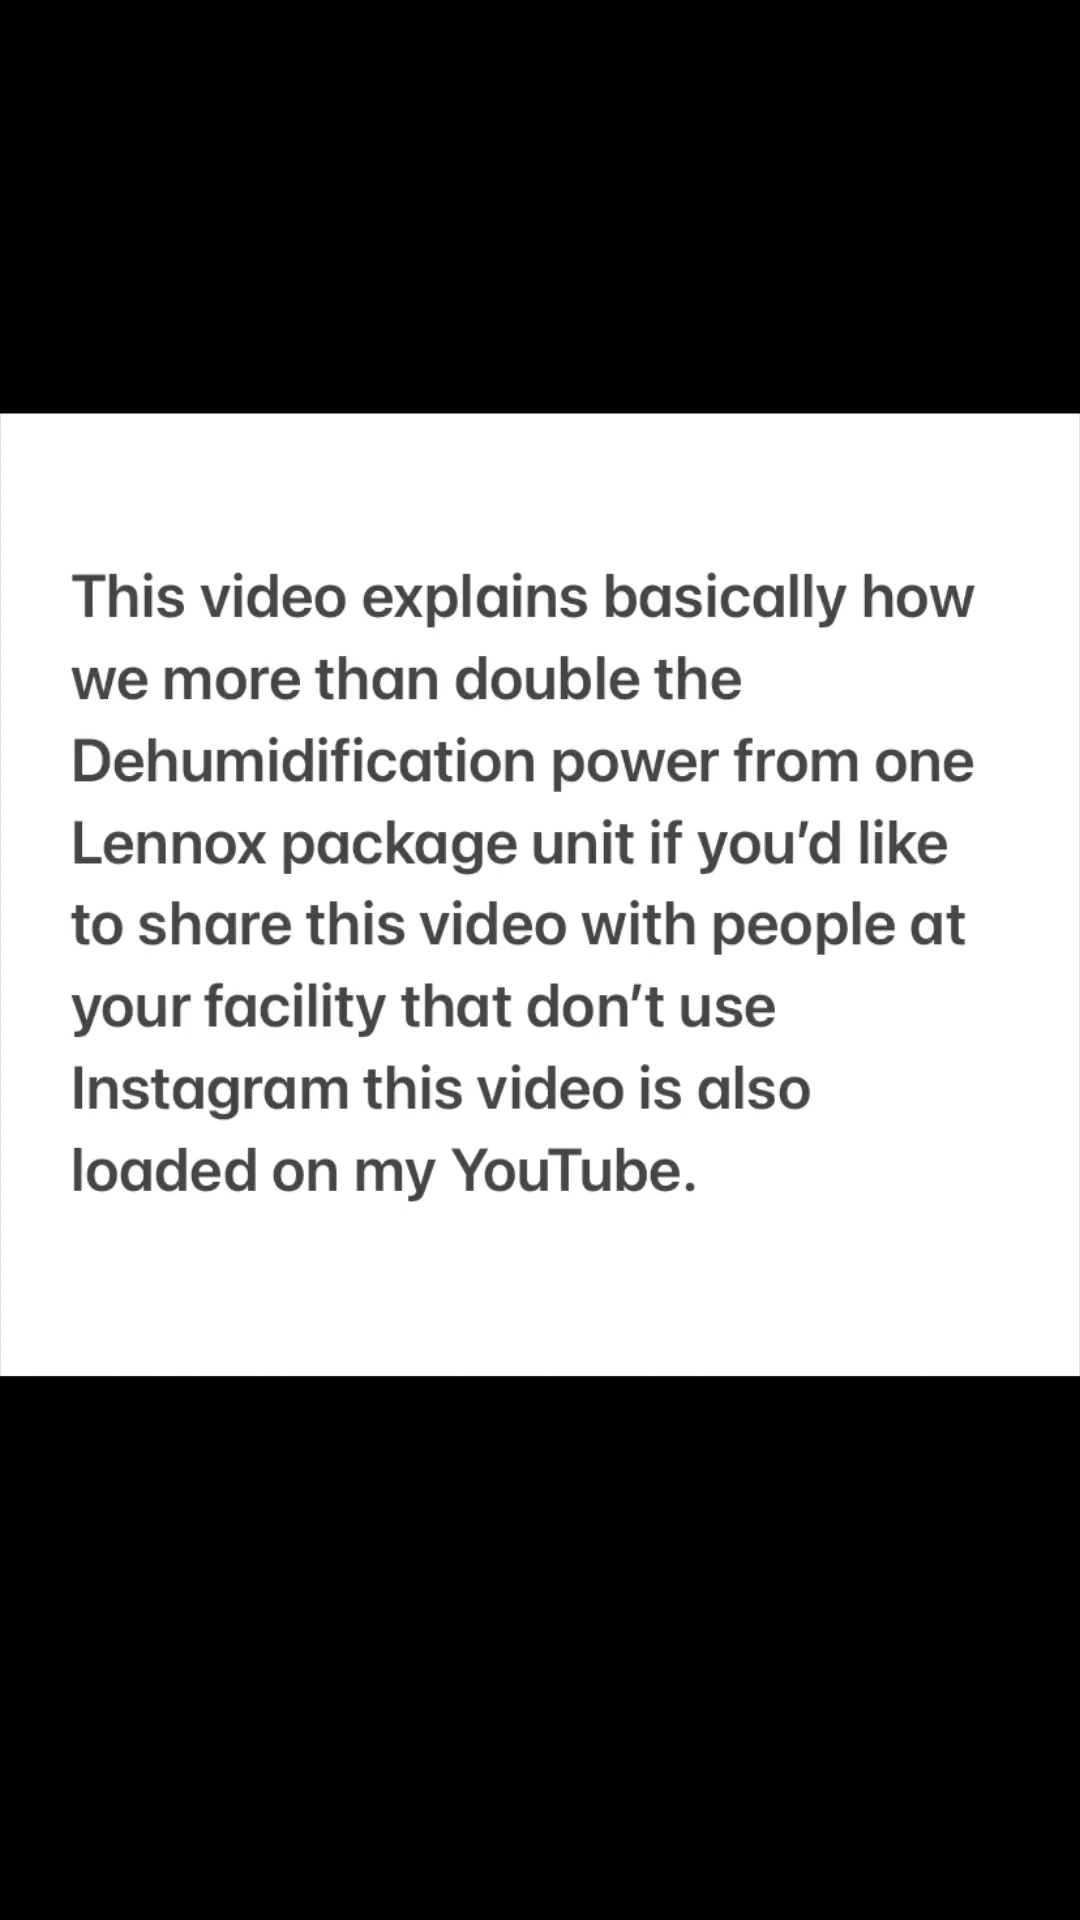 This video explains basically how
we more than double the
Dehumidification power from one
Lennox package unit if you’d like
to share this video with people at
your facility that don’t use
Instagram this video is also
loaded on my YouTube.